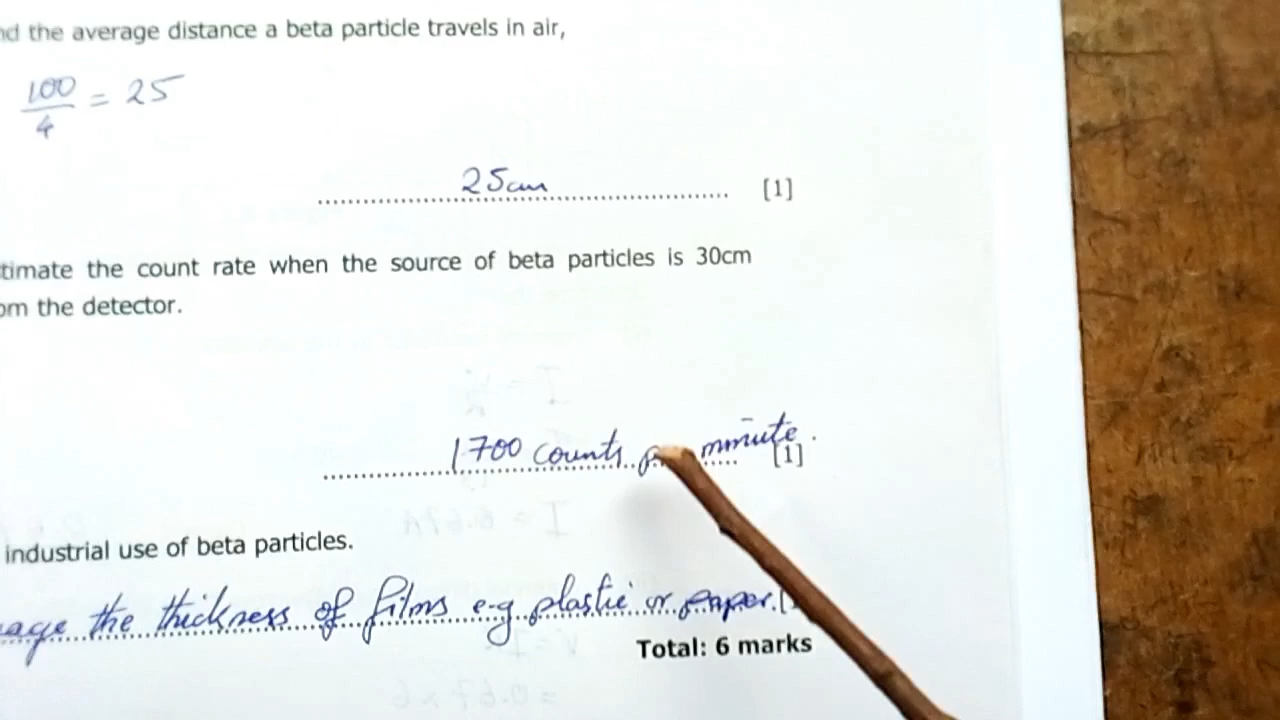 nd the average distance a beta particle travels in air,
100/4 = 25
25cm [1]
timate the count rate when the source of beta particles is 30cm
om the detector.
1700 counts minute. [1]
industrial use of beta particles.
age the thickness of films e-g plastic or paper.
Total: 6 marks